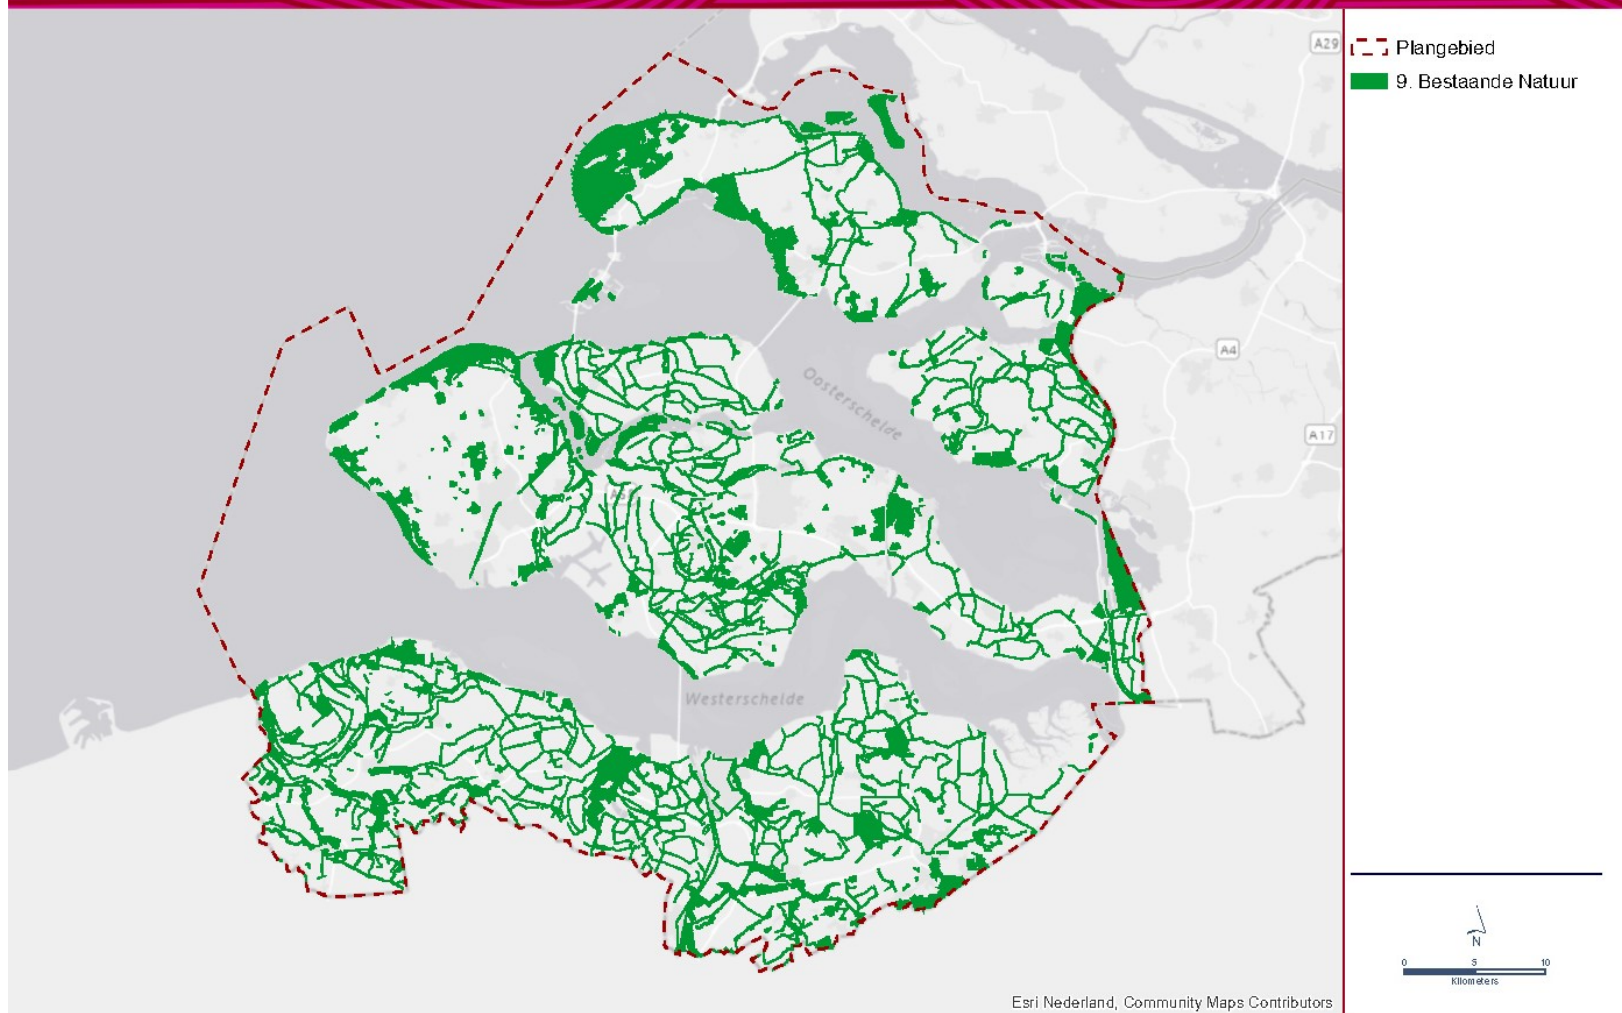 A29
Plangebied
9. Bestaande Natuur
A4
Oosterschelde
A17
Westerschelde
N
0 5 10
Kilometers
Esri Nederland, Community Maps Contributors